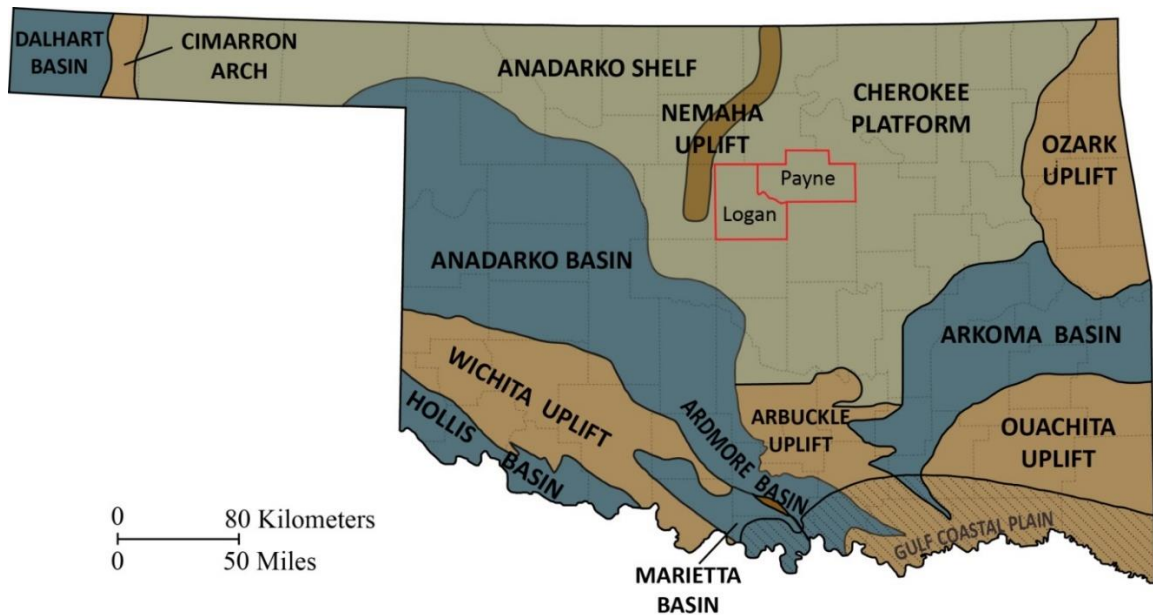 DALHART
BASIN
CIMARRON
ARCH
ANADARKO SHELF
NEMAHA
UPLIFT
CHEROKEE
PLATFORM
OZARK
UPLIFT
Payne
Logan
ANADARKO BASIN
ARKOMA BASIN
WICHITA UPLIFT
HOLLIS
BASIN
ARDMORE BASIN
ARBUCKLE
UPLIFT
OUACHITA
UPLIFT
GULF COASTAL PLAIN
MARIETTA
BASIN
0 80 Kilometers
0 50 Miles